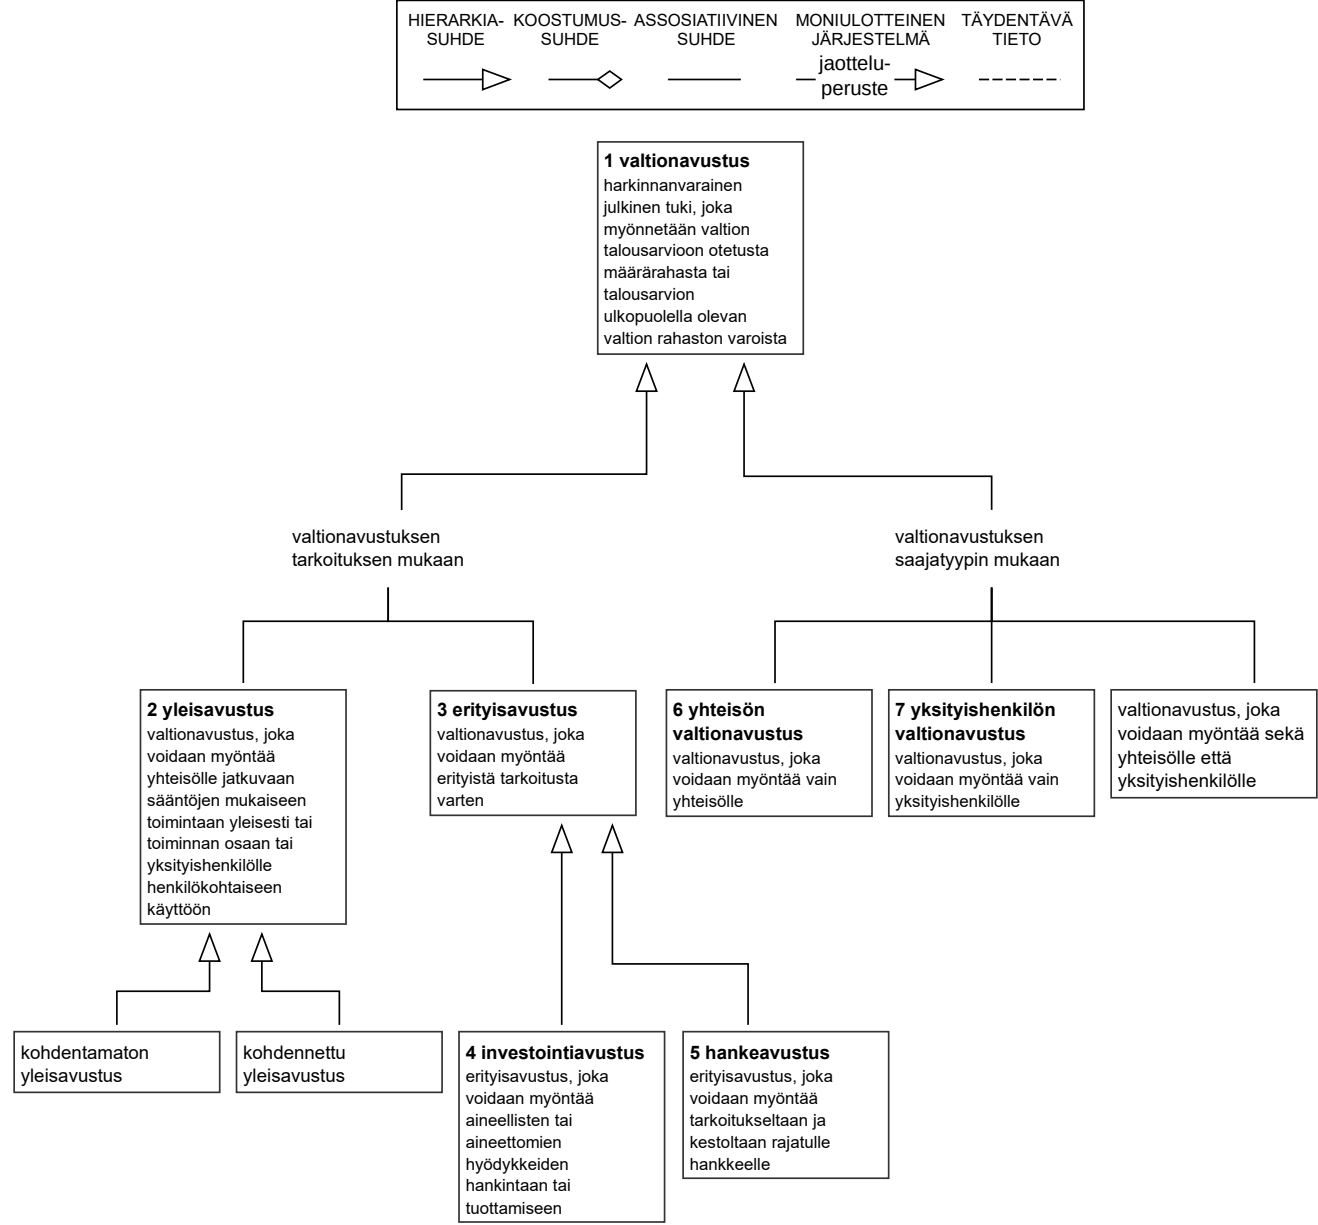 HIERARKIA-
SUHDE
KOOSTUMUS-
SUHDE
ASSOSIATIIVINEN
SUHDE
MONIULOTTEINEN
JÄRJESTELMÄ
jaottelu-
peruste
TÄYDENTÄVÄ
TIETO
1 valtionavustus
harkinnanvarainen
julkinen tuki, joka
myönnetään valtion
talousarvioon otetusta
määrärahasta tai
talousarvion
ulkopuolella olevan
valtion rahaston varoista
valtionavustuksen
tarkoituksen mukaan
valtionavustuksen
saajatyypin mukaan
2 yleisavustus
valtionavustus, joka
voidaan myöntää
yhteisölle jatkuvaan
sääntöjen mukaiseen
toimintaan yleisesti tai
toiminnan osaan tai
yksityishenkilölle
henkilökohtaiseen
käyttöön
3 erityisavustus
valtionavustus, joka
voidaan myöntää
erityistä tarkoitusta
varten
6 yhteisön
valtionavustus
valtionavustus, joka
voidaan myöntää vain
yhteisölle
7 yksityishenkilön
valtionavustus
valtionavustus, joka
voidaan myöntää vain
yksityishenkilölle
valtionavustus, joka
voidaan myöntää sekä
yhteisölle että
yksityishenkilölle
kohdentamaton
yleisavustus
kohdennettu
yleisavustus
4 investointiavustus
erityisavustus, joka
voidaan myöntää
aineellisten tai
aineettomien
hyödykkeiden
hankintaan tai
tuottamiseen
5 hankeavustus
erityisavustus, joka
voidaan myöntää
tarkoitukseltaan ja
kestoltaan rajatulle
hankkeelle